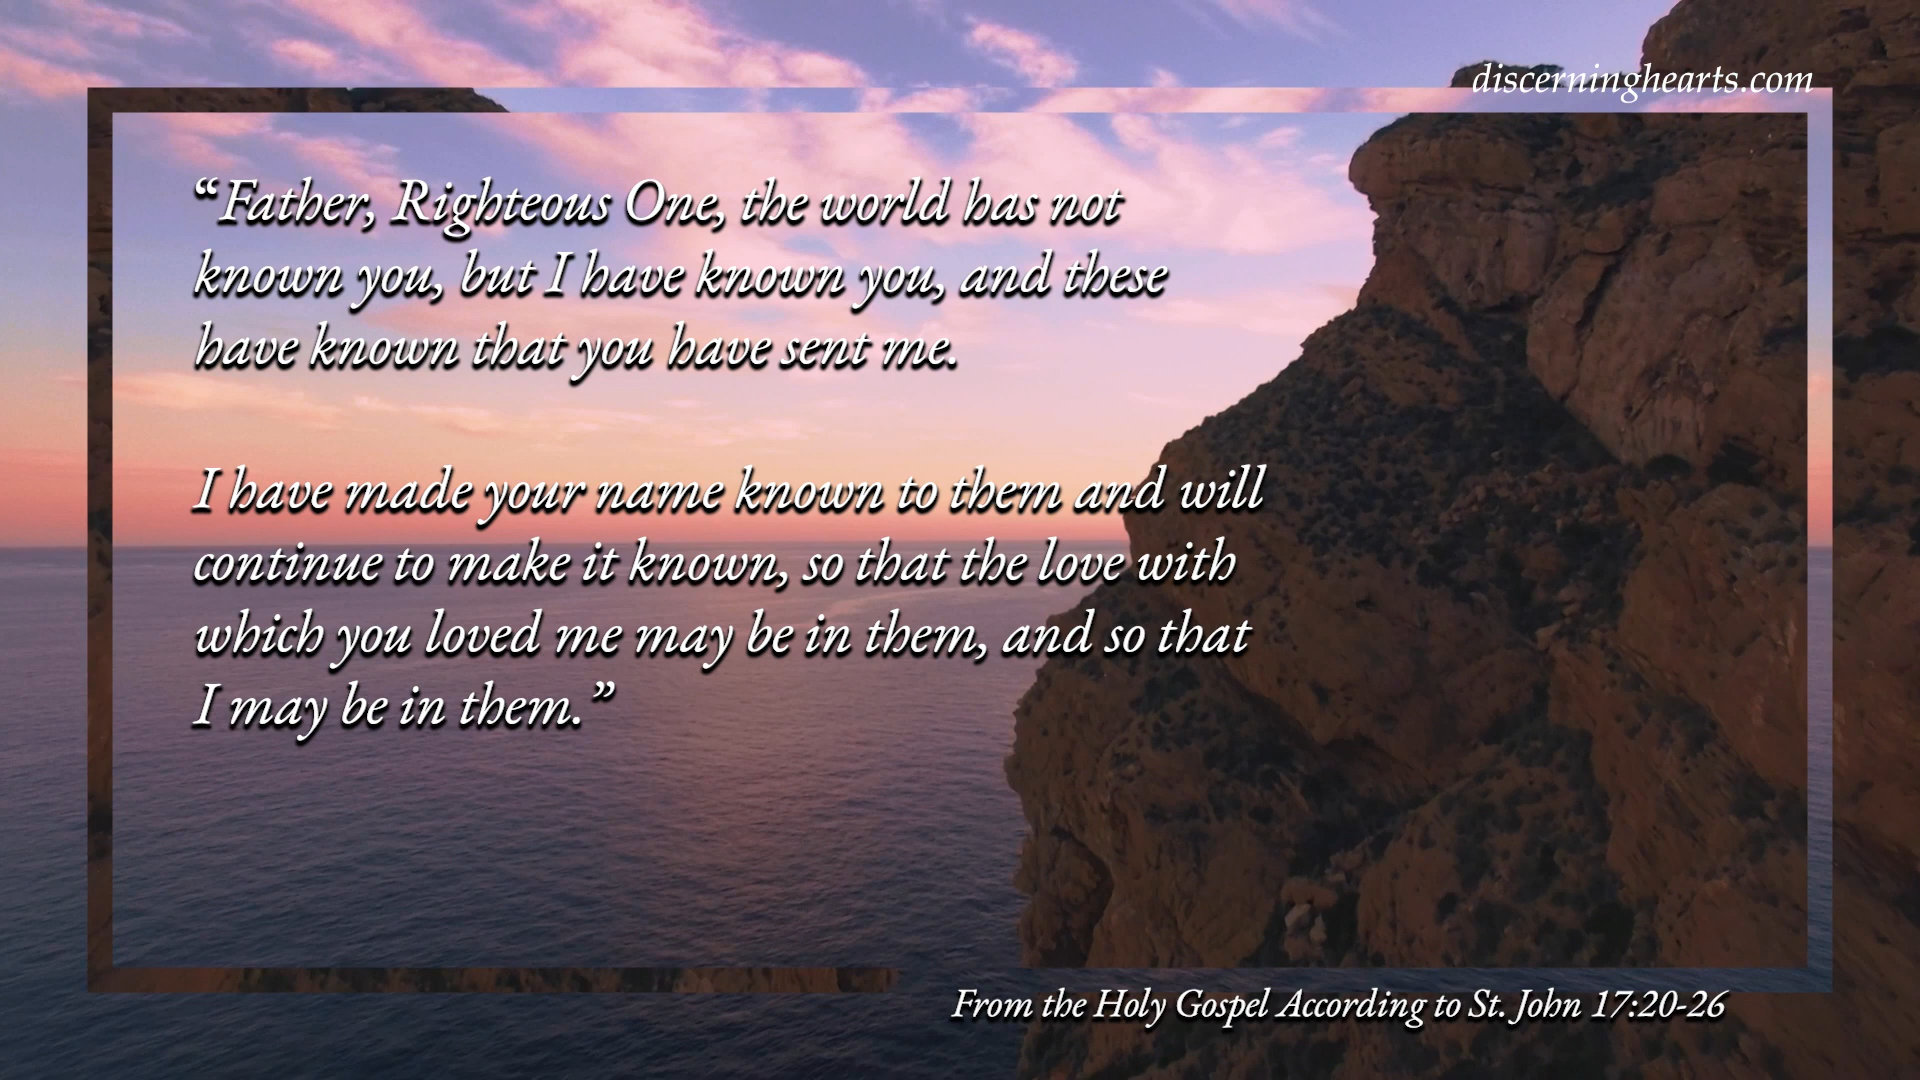 discerninghearts.com
“Father, Righteous One, the world has not
known you, but I have known you, and these
have known that you have sent me.
I have made your name known to them and will
continue to make it known, so that the love with
which you loved me may be in them, and so that
I may be in them.”
From the Holy Gospel According to St. John 17:20-26